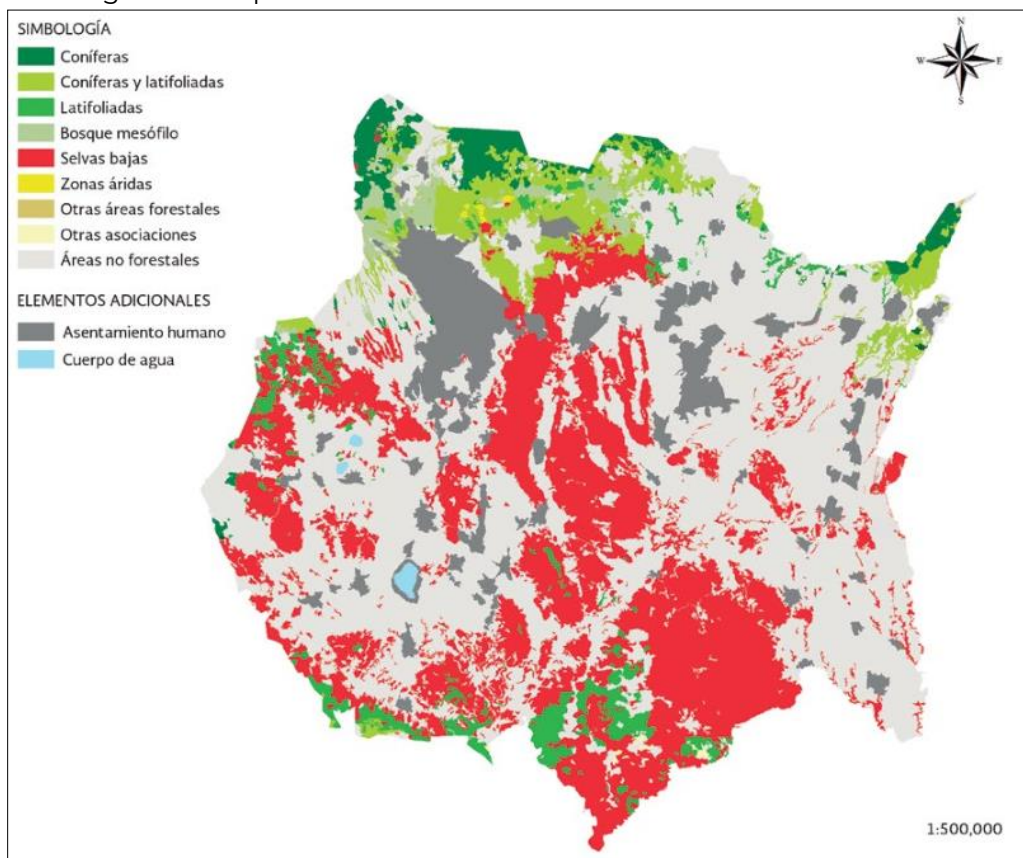 SIMBOLOGÍA
Coníferas
Coníferas y latifoliadas
Latifoliadas
Bosque mesófilo
Selvas bajas
Zonas áridas
Otras áreas forestales
Otras asociaciones
Áreas no forestales
ELEMENTOS ADICIONALES
Asentamiento humano
Cuerpo de agua
N
W E
S
1:500,000